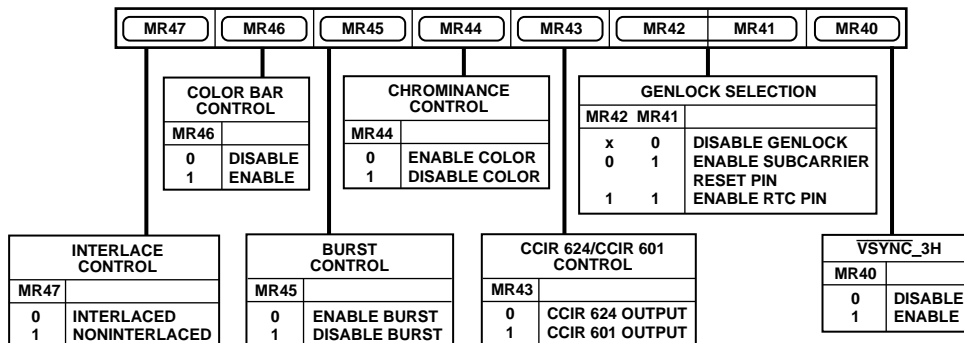 MR47 MR46 MR45 MR44 MR43 MR42 MR41 MR40
COLOR BAR
CONTROL
MR46
0 DISABLE
1 ENABLE
CHROMINANCE
CONTROL
MR44
0 ENABLE COLOR
1 DISABLE COLOR
GENLOCK SELECTION
MR42 MR41
x 0 DISABLE GENLOCK
0 1 ENABLE SUBCARRIER
RESET PIN
1 1 ENABLE RTC PIN
INTERLACE
CONTROL
MR47
0 INTERLACED
1 NONINTERLACED
BURST
CONTROL
MR45
0 ENABLE BURST
1 DISABLE BURST
CCIR 624/CCIR 601
CONTROL
MR43
0 CCIR 624 OUTPUT
1 CCIR 601 OUTPUT
VSYNC_3H
MR40
0 DISABLE
1 ENABLE